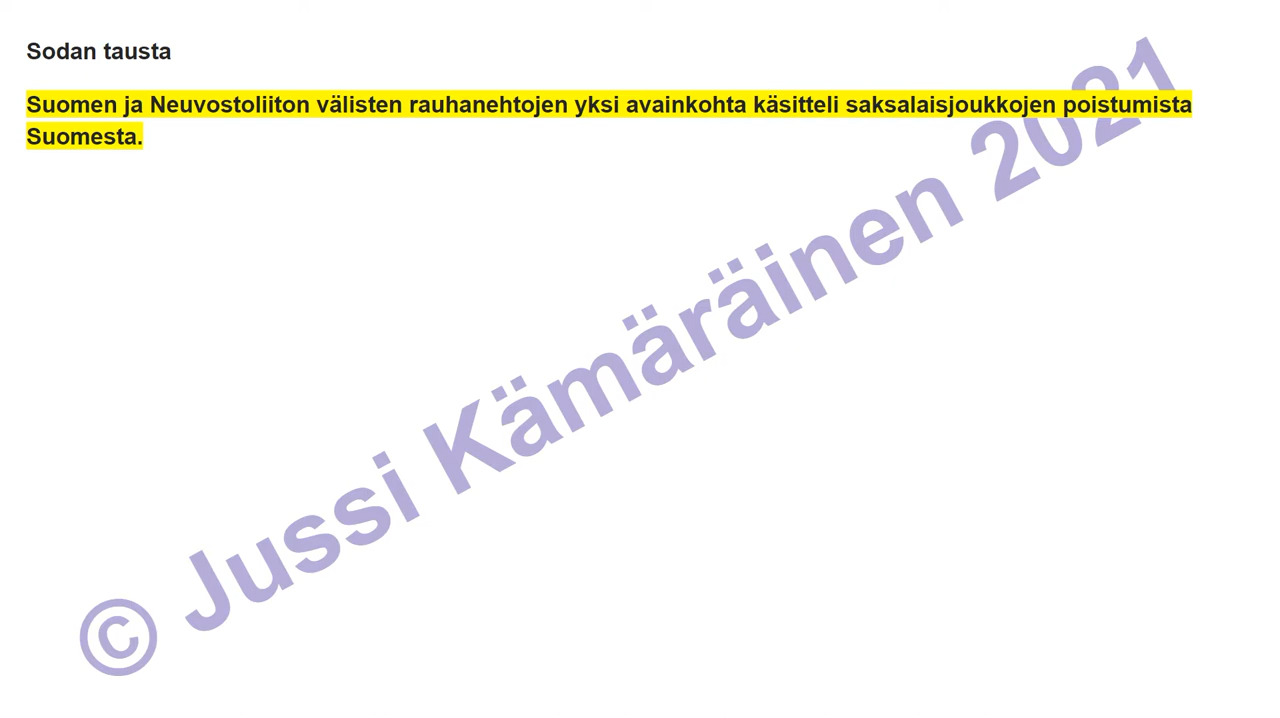 Sodan tausta
Suomen ja Neuvostoliiton välisten rauhanehtojen yksi avainkohta käsitteli saksalaisjoukkojen poistumista
Suomesta.
© Jussi Kämäräinen 2021